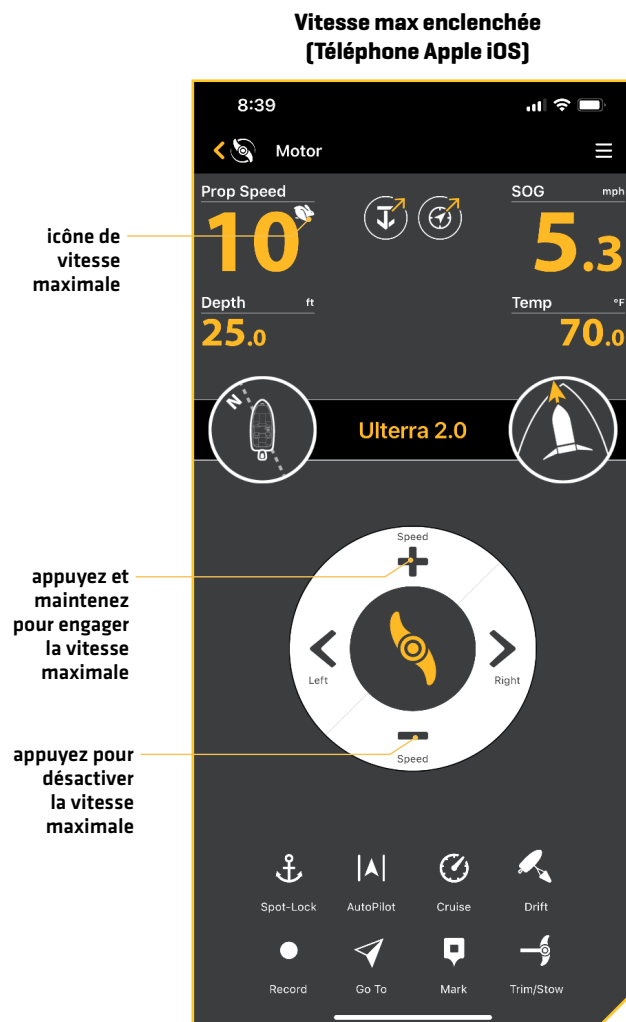 Vitesse max enclenchée
(Téléphone Apple iOS)
8:39
Motor
Prop Speed
SOG mph
10
5.3
icône de
vitesse
maximale
Depth ft
Temp °F
25.0
70.0
N
Ulterra 2.0
Speed
appuyez et
maintenez
pour engager
la vitesse
maximale
Left
Right
appuyez pour
désactiver
la vitesse
maximale
Speed
Spot-Lock AutoPilot Cruise Drift
Record Go To Mark Trim/Stow